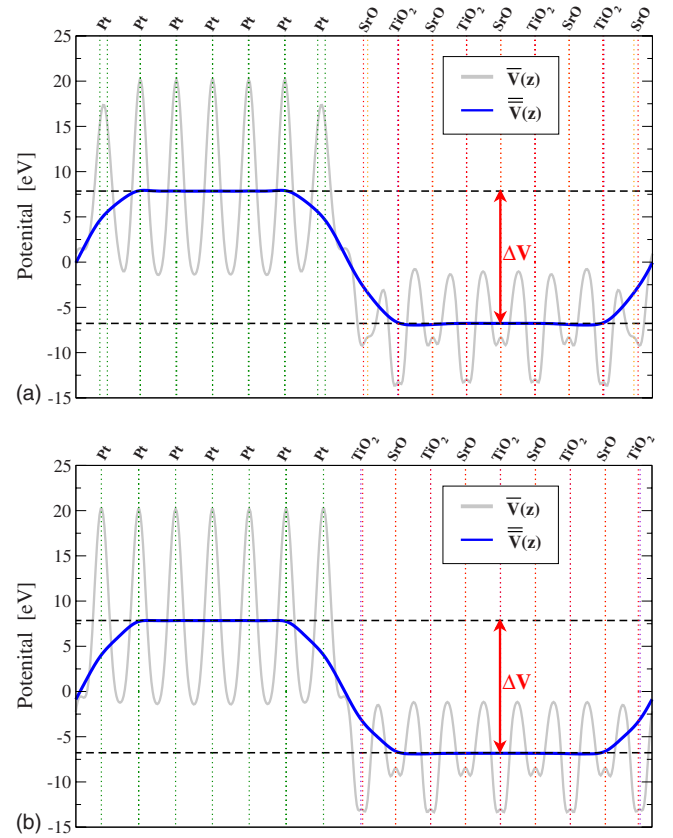 Pt Pt Pt Pt Pt Pt Pt SrO TiO2 SrO TiO2 SrO TiO2 SrO TiO2 SrO
25
20
15
10
5
0
-5
-10
-15
Potenital [eV]
V(z)
V(z)
ΔV
(a)
Pt Pt Pt Pt Pt Pt Pt TiO2 SrO TiO2 SrO TiO2 SrO TiO2 SrO TiO2
25
20
15
10
5
0
-5
-10
-15
Potenital [eV]
V(z)
V(z)
ΔV
(b)